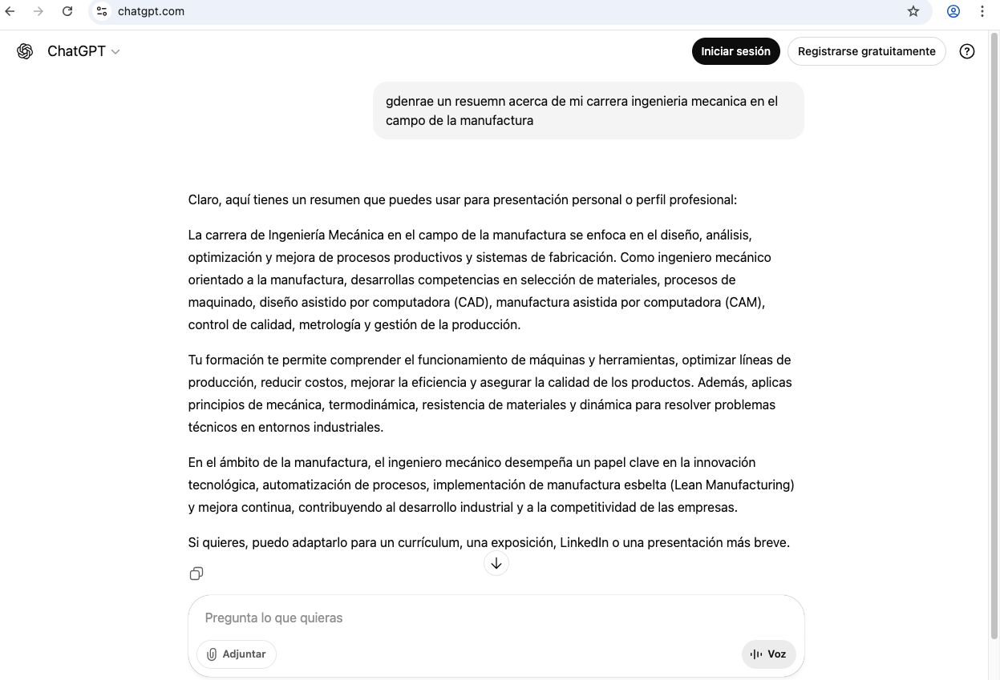 chatgpt.com
ChatGPT
Iniciar sesión
Registrarse gratuitamente
?
gdenrae un resuemn acerca de mi carrera ingenieria mecanica en el
campo de la manufactura
Claro, aquí tienes un resumen que puedes usar para presentación personal o perfil profesional:
La carrera de Ingeniería Mecánica en el campo de la manufactura se enfoca en el diseño, análisis,
optimización y mejora de procesos productivos y sistemas de fabricación. Como ingeniero mecánico
orientado a la manufactura, desarrollas competencias en selección de materiales, procesos de
maquinado, diseño asistido por computadora (CAD), manufactura asistida por computadora (CAM),
control de calidad, metrología y gestión de la producción.
Tu formación te permite comprender el funcionamiento de máquinas y herramientas, optimizar líneas de
producción, reducir costos, mejorar la eficiencia y asegurar la calidad de los productos. Además, aplicas
principios de mecánica, termodinámica, resistencia de materiales y dinámica para resolver problemas
técnicos en entornos industriales.
En el ámbito de la manufactura, el ingeniero mecánico desempeña un papel clave en la innovación
tecnológica, automatización de procesos, implementación de manufactura esbelta (Lean Manufacturing)
y mejora continua, contribuyendo al desarrollo industrial y a la competitividad de las empresas.
Si quieres, puedo adaptarlo para un currículum, una exposición, LinkedIn o una presentación más breve.
Pregunta lo que quieras
Adjuntar
Voz